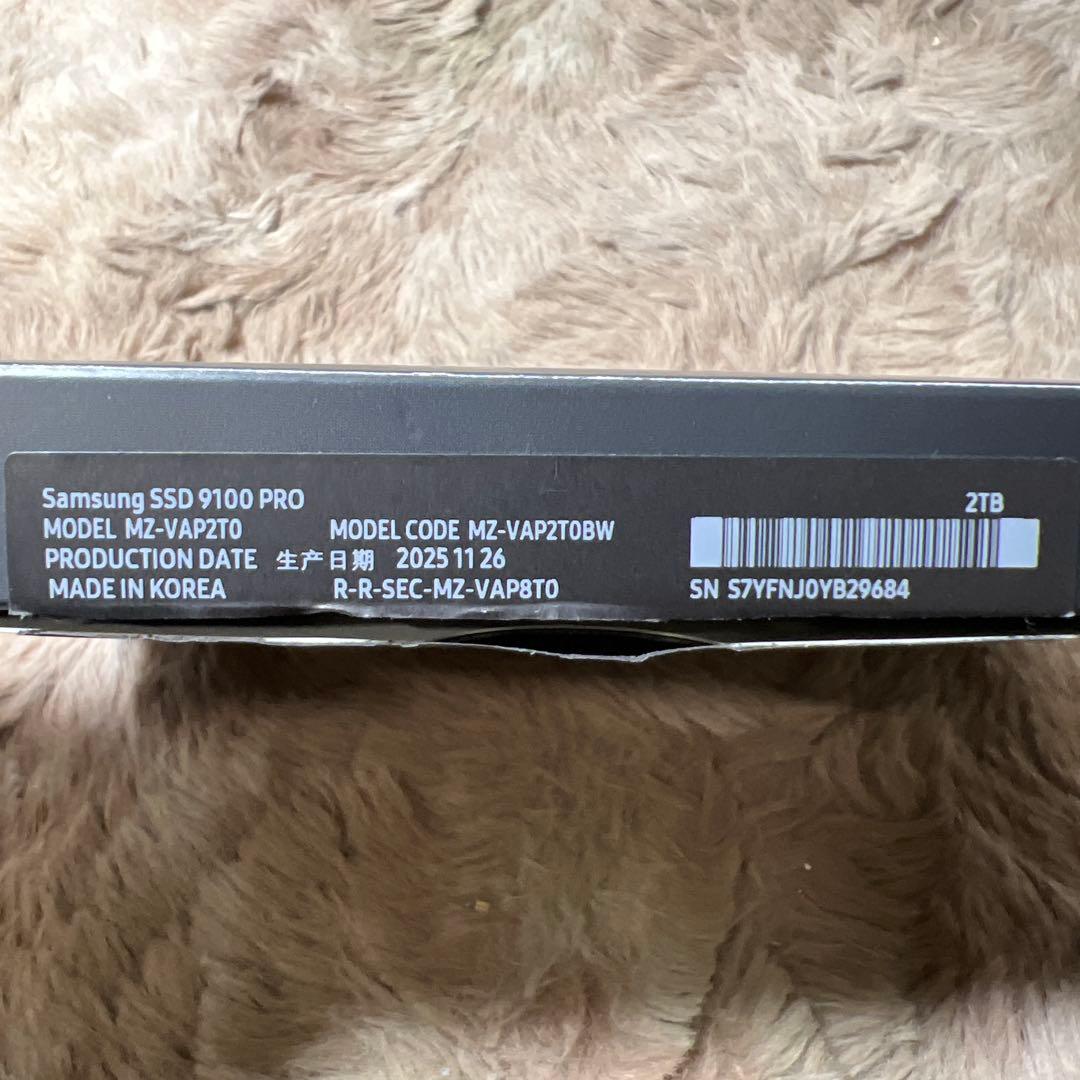 Samsung SSD 9100 PRO
2TB
MODEL MZ-VAP2T0 MODEL CODE MZ-VAP2T0BW
PRODUCTION DATE 生产日期 2025 11 26
MADE IN KOREA R-R-SEC-MZ-VAP8T0 SN S7YFNJ0YB29684